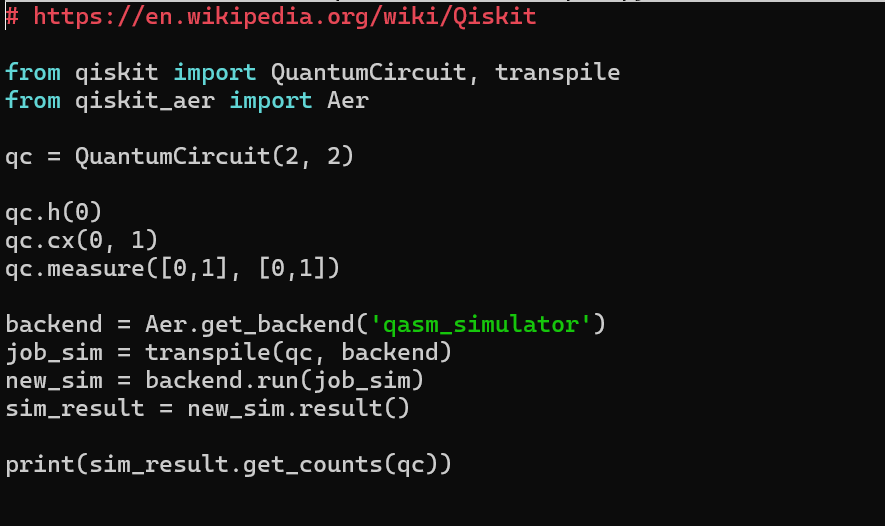 # https://en.wikipedia.org/wiki/Qiskit
from qiskit import QuantumCircuit, transpile
from qiskit_aer import Aer
qc = QuantumCircuit(2, 2)
qc.h(0)
qc.cx(0, 1)
qc.measure([0,1], [0,1])
backend = Aer.get_backend('qasm_simulator')
job_sim = transpile(qc, backend)
new_sim = backend.run(job_sim)
sim_result = new_sim.result()
print(sim_result.get_counts(qc))